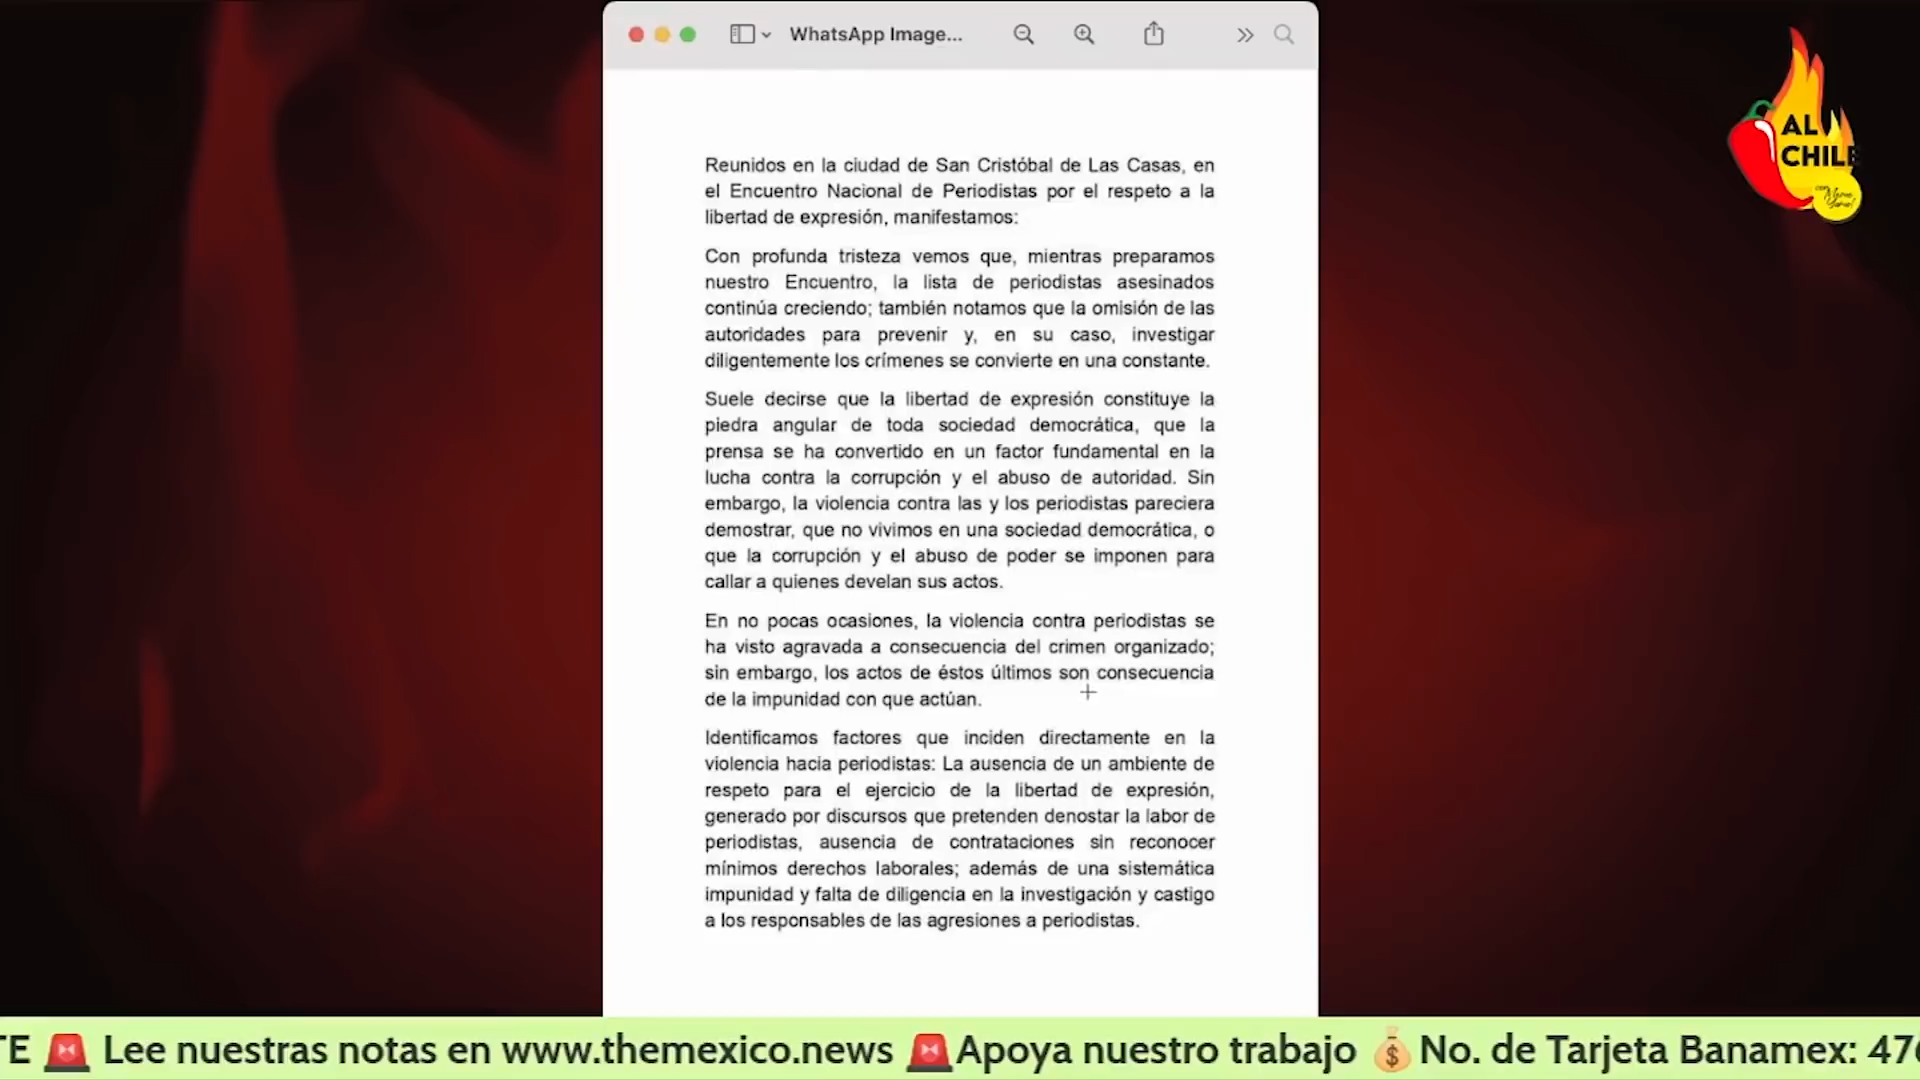 WhatsApp Image...
AL
CHILE
Reunidos en la ciudad de San Cristóbal de Las Casas, en
el Encuentro Nacional de Periodistas por el respeto a la
libertad de expresión, manifestamos:
Con profunda tristeza vemos que, mientras preparamos
nuestro Encuentro, la lista de periodistas asesinados
continúa creciendo; también notamos que la omisión de las
autoridades para prevenir y, en su caso, investigar
diligentemente los crímenes se convierte en una constante.
Suele decirse que la libertad de expresión constituye la
piedra angular de toda sociedad democrática, que la
prensa se ha convertido en un factor fundamental en la
lucha contra la corrupción y el abuso de autoridad. Sin
embargo, la violencia contra las y los periodistas pareciera
demostrar, que no vivimos en una sociedad democrática, o
que la corrupción y el abuso de poder se imponen para
callar a quienes develan sus actos.
En no pocas ocasiones, la violencia contra periodistas se
ha visto agravada a consecuencia del crimen organizado;
sin embargo, los actos de éstos últimos son consecuencia
de la impunidad con que actúan.
Identificamos factores que inciden directamente en la
violencia hacia periodistas: La ausencia de un ambiente de
respeto para el ejercicio de la libertad de expresión,
generado por discursos que pretenden denostar la labor de
periodistas, ausencia de contrataciones sin reconocer
mínimos derechos laborales; además de una sistemática
impunidad y falta de diligencia en la investigación y castigo
a los responsables de las agresiones a periodistas.
TE 🚨 Lee nuestras notas en www.themexico.news 🚨Apoya nuestro trabajo 💰No. de Tarjeta Banamex: 476